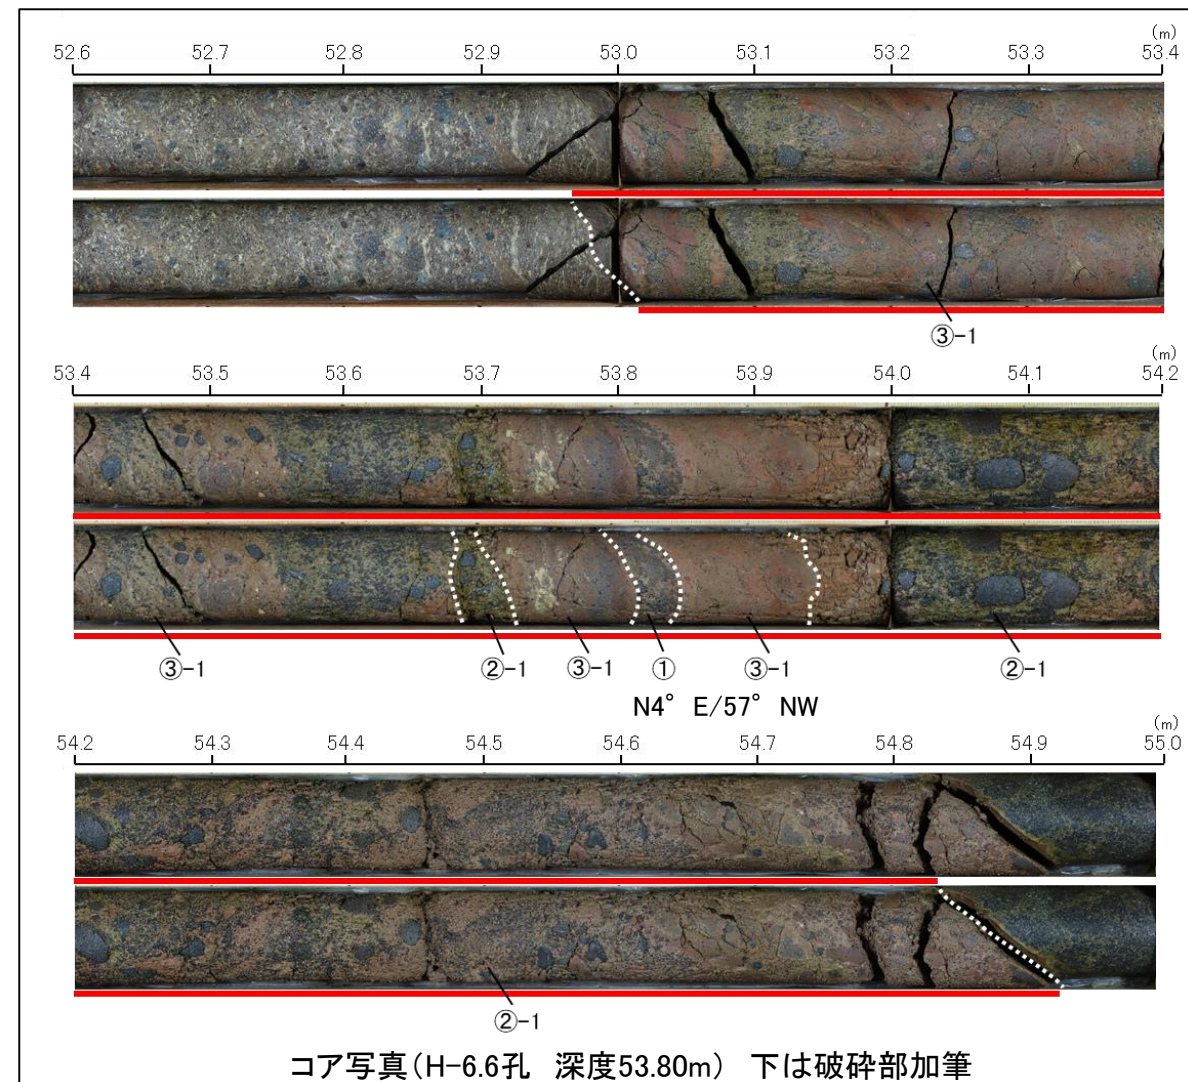 (m)
52.6 52.7 52.8 52.9 53.0 53.1 53.2 53.3 53.4
③-1
(m)
53.4 53.5 53.6 53.7 53.8 53.9 54.0 54.1 54.2
③-1 ②-1 ③-1 ① ③-1 ②-1
N4° E/57° NW
(m)
54.2 54.3 54.4 54.5 54.6 54.7 54.8 54.9 55.0
②-1
コア写真(H-6.6孔 深度53.80m) 下は破砕部加筆